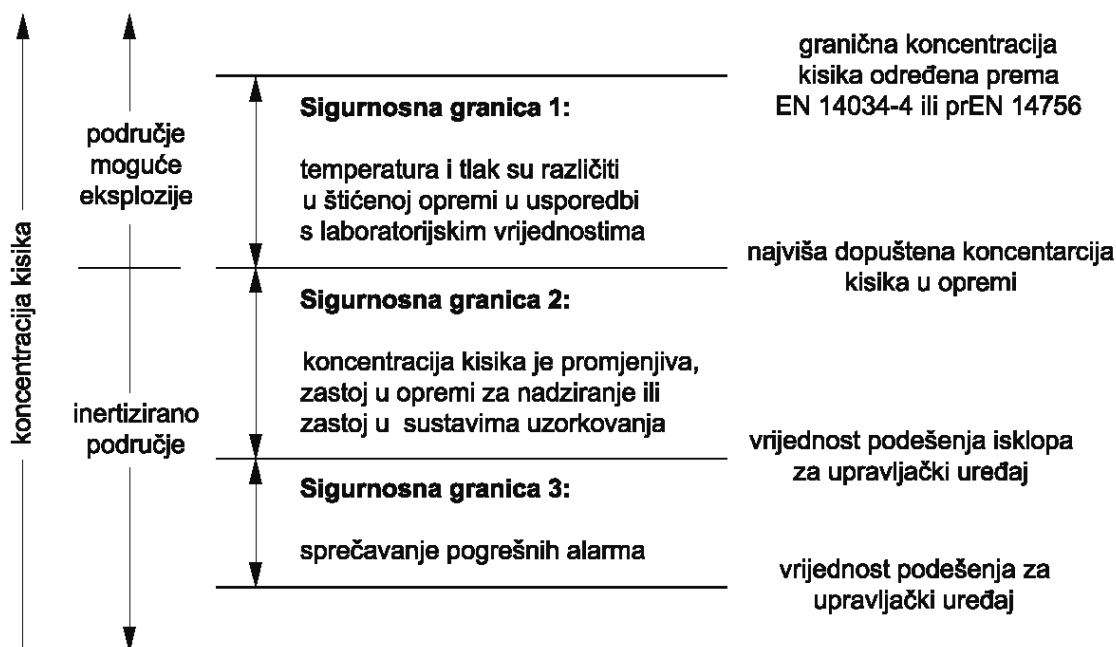 koncentracija kisika
područje
moguće
eksplozije
inertizirano
područje
Sigurnosna granica 1:
temperatura i tlak su različiti
u štićenoj opremi u usporedbi
s laboratorijskim vrijednostima
Sigurnosna granica 2:
koncentracija kisika je promjenjiva,
zastoj u opremi za nadziranje ili
zastoj u sustavima uzorkovanja
Sigurnosna granica 3:
sprečavanje pogrešnih alarma
granična koncentracija
kisika određena prema
EN 14034-4 ili prEN 14756
najviša dopuštena koncentarcija
kisika u opremi
vrijednost podešenja isklopa
za upravljački uređaj
vrijednost podešenja za
upravljački uređaj